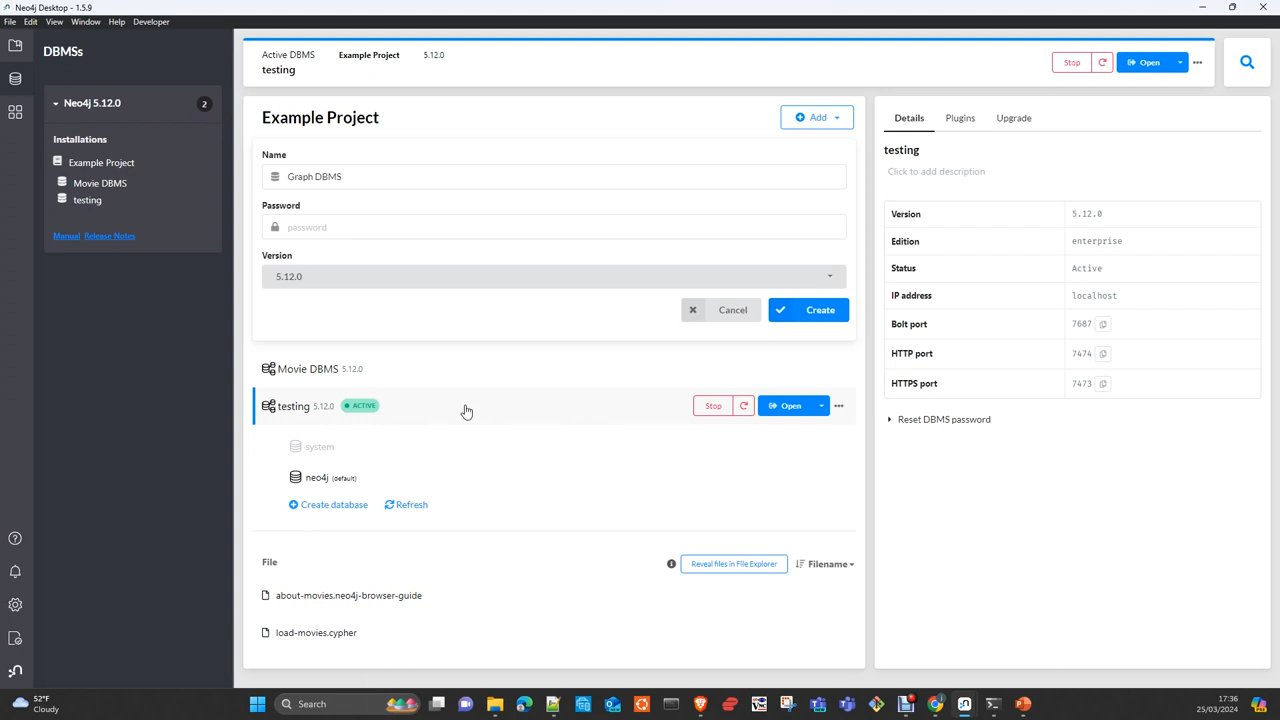 Neo4j Desktop - 1.5.9
File Edit View Window Help Developer
DBMSs
Neo4j 5.12.0 2
Installations
Example Project
Movie DBMS
testing
Manual Release Notes
Active DBMS Example Project 5.12.0
testing
Stop Open
Example Project
Add
Name
Graph DBMS
Password
password
Version
5.12.0
Cancel Create
Movie DBMS 5.12.0
testing 5.12.0 ACTIVE Stop Open
system
neo4j (default)
Create database Refresh
File Reveal files in File Explorer Filename
about-movies.neo4j-browser-guide
load-movies.cypher
Details Plugins Upgrade
testing
Click to add description
Version 5.12.0
Edition enterprise
Status Active
IP address localhost
Bolt port 7687
HTTP port 7474
HTTPS port 7473
Reset DBMS password
52°F
Cloudy
Search
17:36
25/03/2024